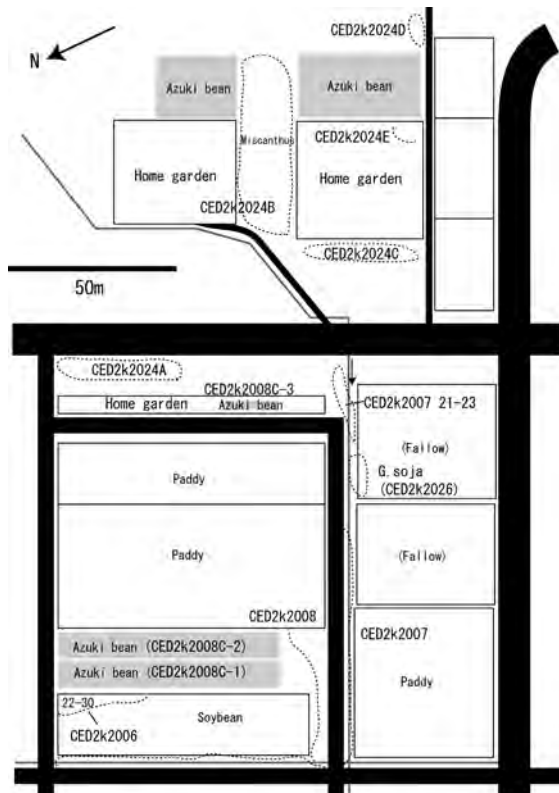 CED2k2024D
N
Azuki bean
Azuki bean
Miscanthus
CED2k2024E
Home garden
Home garden
CED2k2024B
CED2k2024C
50m
CED2k2024A
CED2k2008C-3
Home garden
Azuki bean
CED2k2007 21-23
(Fallow)
G.soja
(CED2k2026)
Paddy
Paddy
(Fallow)
CED2k2008
CED2k2007
Azuki bean (CED2k2008C-2)
Azuki bean (CED2k2008C-1)
Paddy
22-30
Soybean
CED2k2006